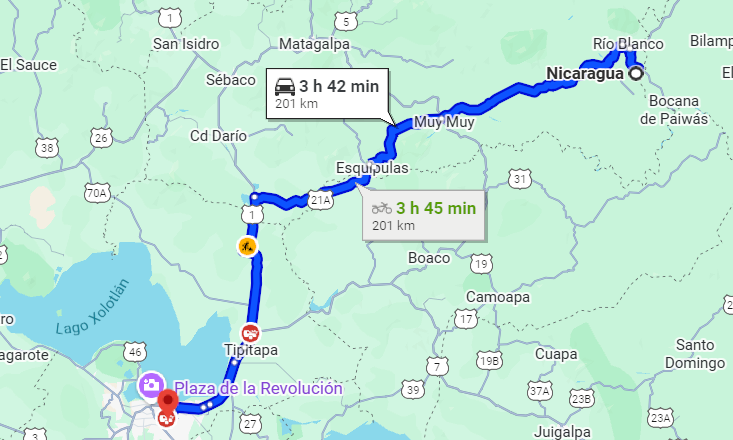 1
5
San Isidro
Matagalpa
Río Blanco
Bilamp
El Sauce
Nicaragua
3 h 42 min
201 km
Sébaco
El
Bocana
de Paiwás
Muy Muy
Cd Darío
26
38
Esquipulas
70A
21A
31
1
3 h 45 min
201 km
Boaco
19
Lago Xolotlán
Camoapa
17
ro
Tipitapa
agarote
46
Cuapa
19B
Santo
Domingo
7
Plaza de la Revolución
39
37A
23B
23A
27
Juigalpa